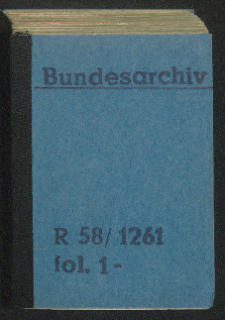 Bundesarchiv
R 58/1261
fol. 1-